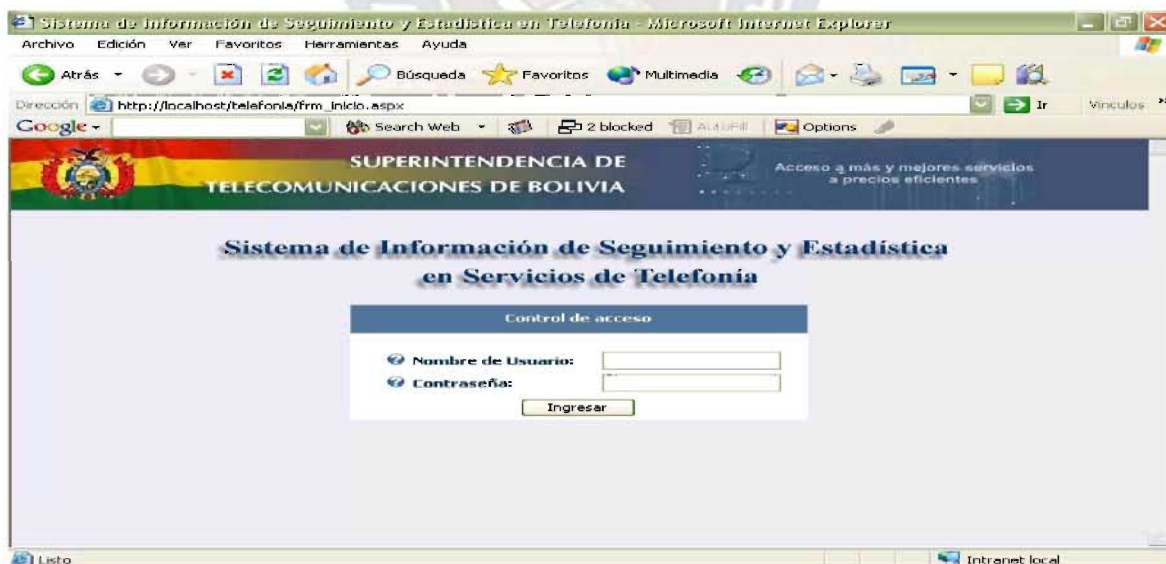 Sistema de Información de Seguimiento y Estadística en Telefonía - Microsoft Internet Explorer
Archivo Edición Ver Favoritos Herramientas Ayuda
Atrás Búsqueda Favoritos Multimedia
Dirección http://localhost/telefonia/frm_inicio.aspx Ir Vínculos »
Google Search Web 2 blocked AutoFill Options
SUPERINTENDENCIA DE
TELECOMUNICACIONES DE BOLIVIA
Acceso a más y mejores servicios
a precios eficientes
Sistema de Información de Seguimiento y Estadística
en Servicios de Telefonía
Control de acceso
Nombre de Usuario:
Contraseña:
Ingresar
Listo Intranet local